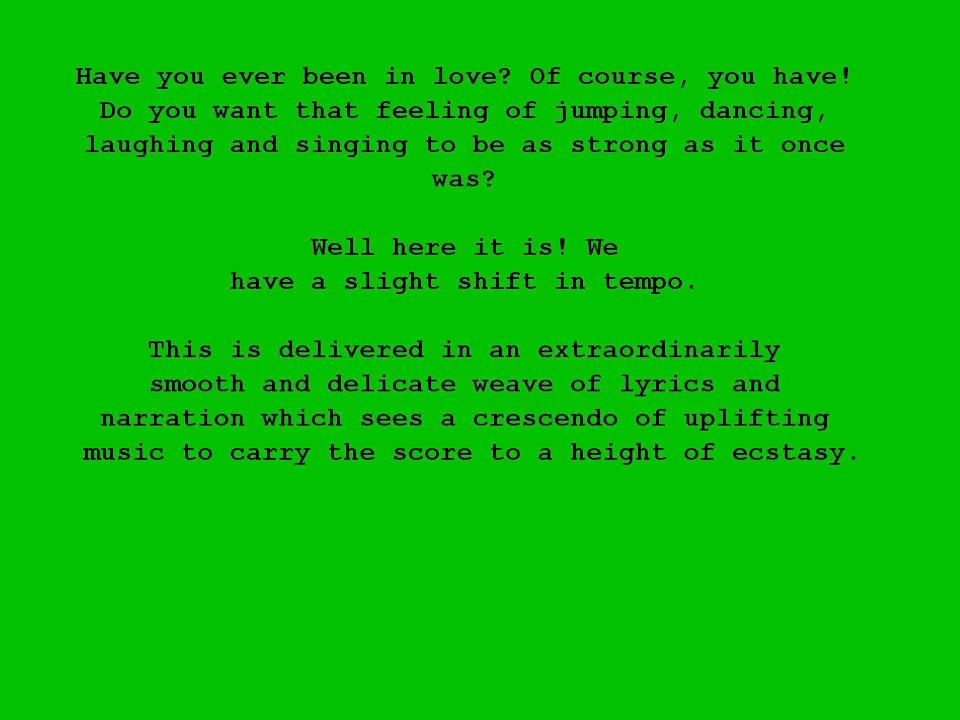 Have you ever been in love? Of course, you have!
Do you want that feeling of jumping, dancing,
laughing and singing to be as strong as it once
was?
Well here it is! We
have a slight shift in tempo.
This is delivered in an extraordinarily
smooth and delicate weave of lyrics and
narration which sees a crescendo of uplifting
music to carry the score to a height of ecstasy.